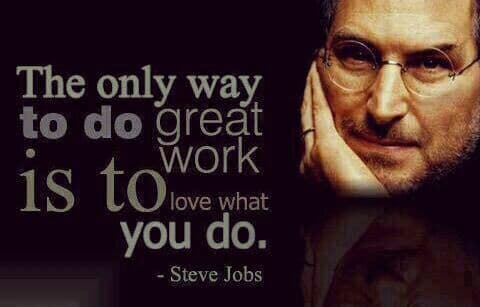 The only way
to do great
work
is to love what
you do.
- Steve Jobs